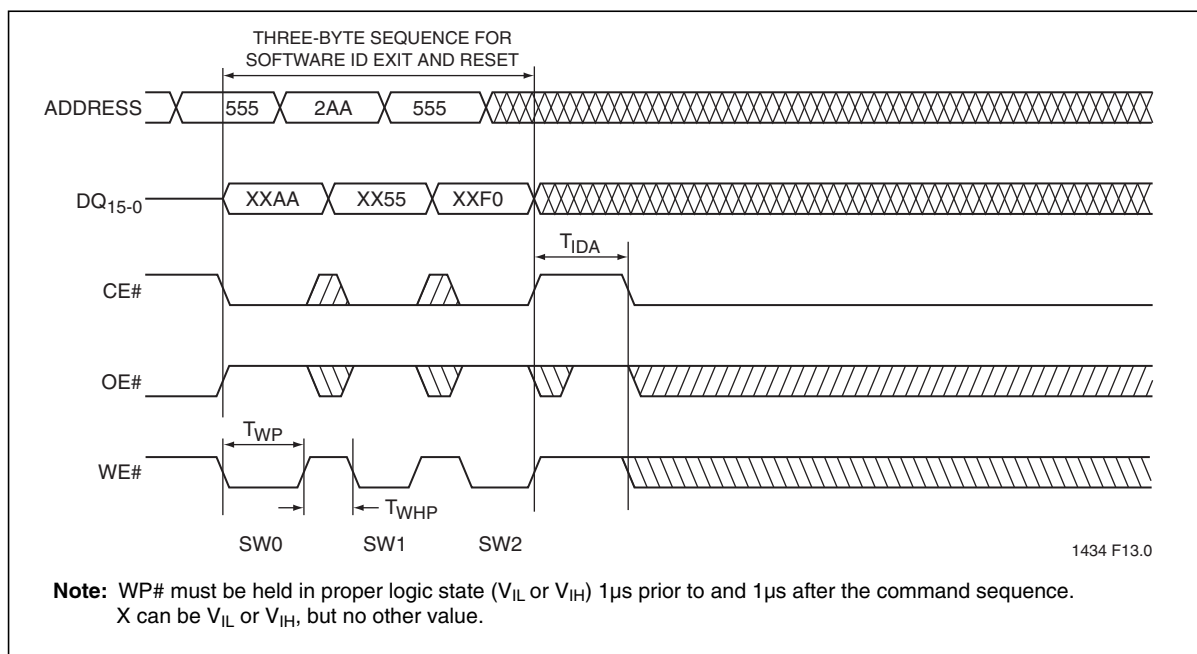 THREE-BYTE SEQUENCE FOR
SOFTWARE ID EXIT AND RESET
ADDRESS 555 2AA 555
DQ15-0 XXAA XX55 XXF0
TIDA
CE#
OE#
TWP
WE#
TWHP
SW0 SW1 SW2
1434 F13.0
Note: WP# must be held in proper logic state (VIL or VIH) 1µs prior to and 1µs after the command sequence.
X can be VIL or VIH, but no other value.